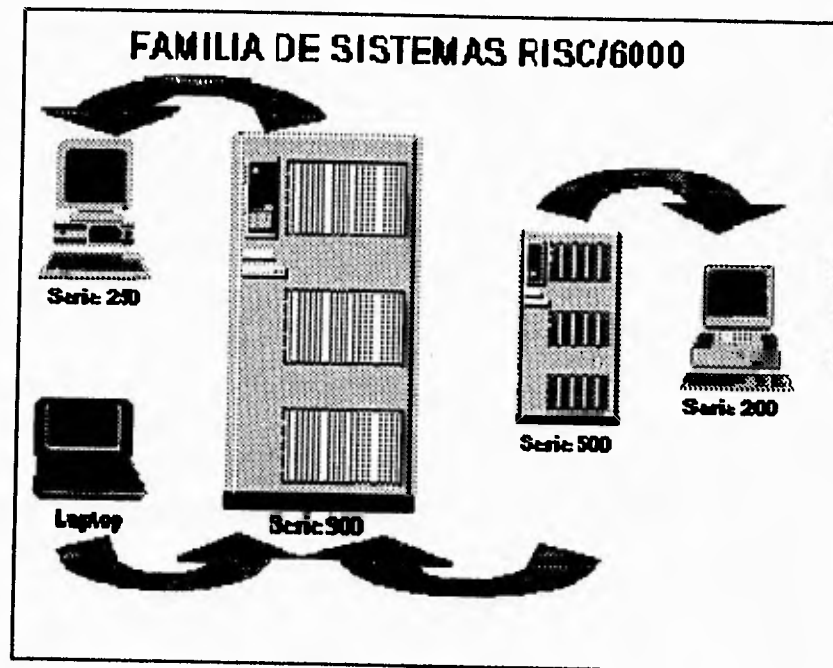 FAMILIA DE SISTEMAS RISC/6000
Serie 250
Serie 200
Serie 500
Laptop
Serie 900